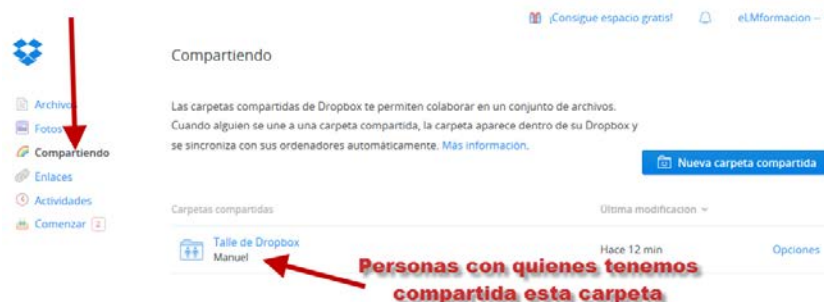 ¡Consigue espacio gratis!
eLMformacion
Compartiendo
Archivos
Fotos
Compartiendo
Enlaces
Actividades
Comenzar 2
Las carpetas compartidas de Dropbox te permiten colaborar en un conjunto de archivos.
Cuando alguien se une a una carpeta compartida, la carpeta aparece dentro de su Dropbox y
se sincroniza con sus ordenadores automáticamente. Más información.
Nueva carpeta compartida
Carpetas compartidas
Última modificación
Talle de Dropbox
Manuel
Hace 12 min
Opciones
Personas con quienes tenemos
compartida esta carpeta